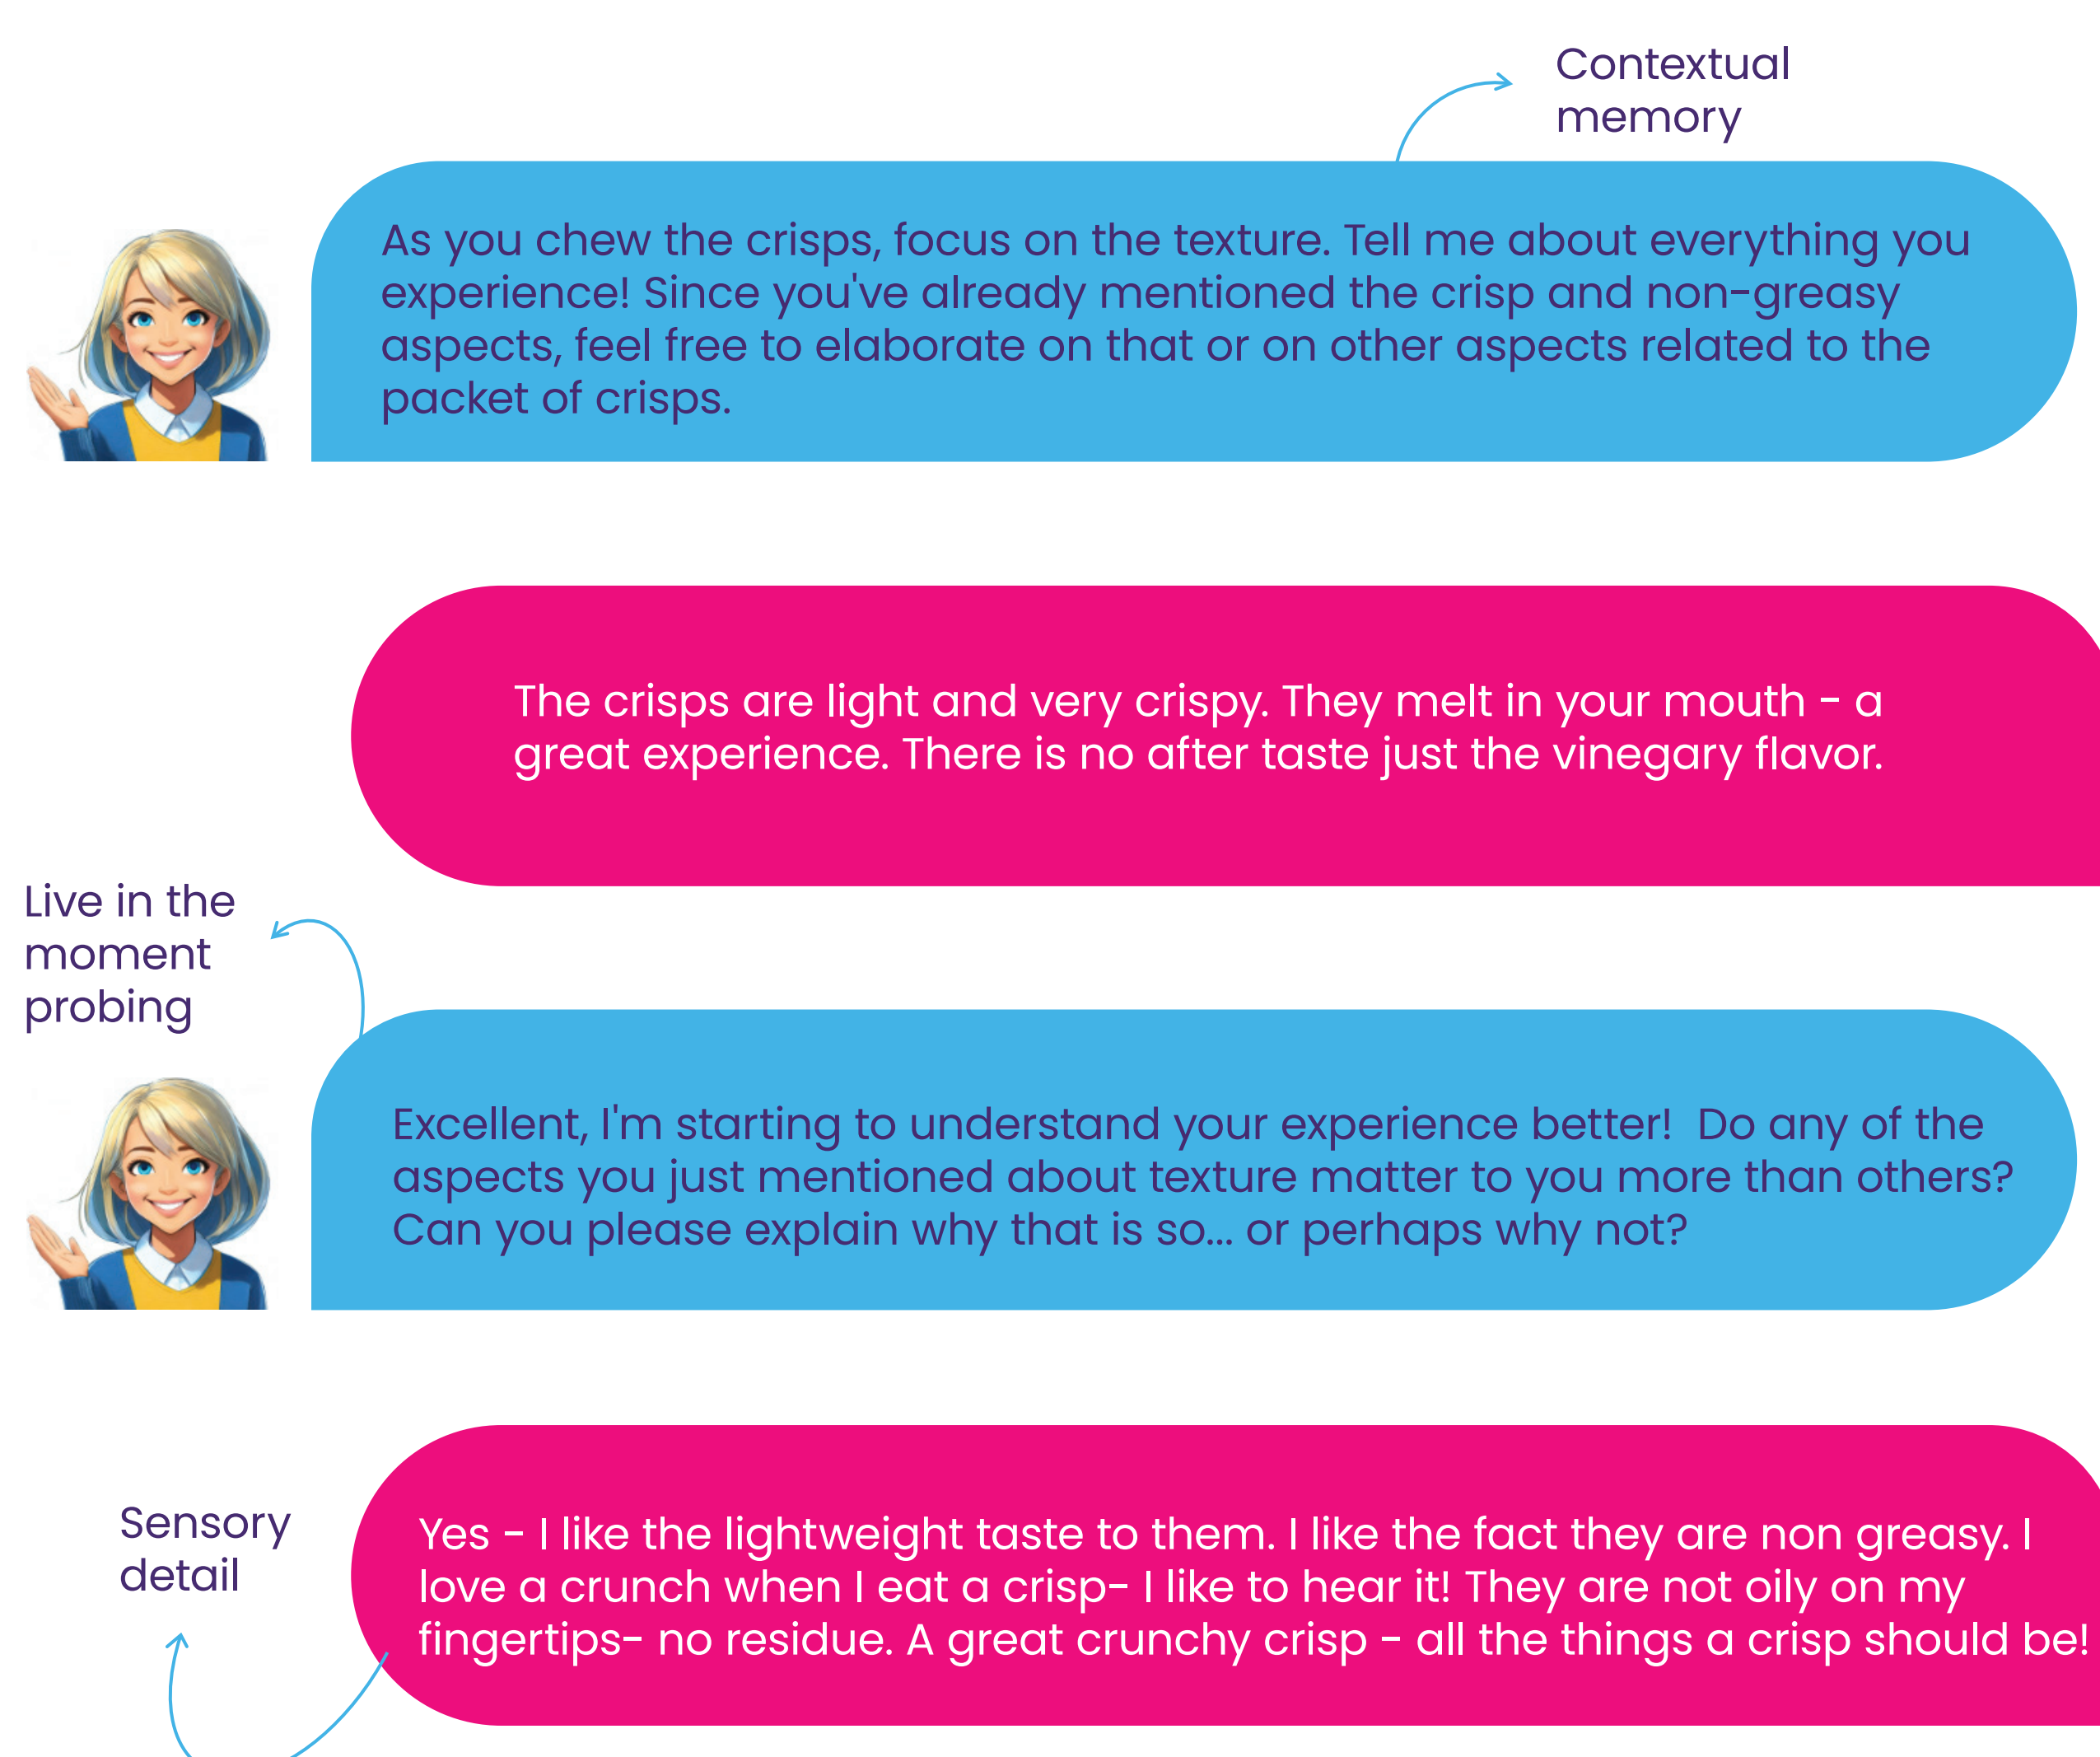 Contextual
memory
As you chew the crisps, focus on the texture. Tell me about everything you
experience! Since you've already mentioned the crisp and non-greasy
aspects, feel free to elaborate on that or on other aspects related to the
packet of crisps.
The crisps are light and very crispy. They melt in your mouth - a
great experience. There is no after taste just the vinegary flavor.
Live in the
moment
probing
Excellent, I'm starting to understand your experience better!  Do any of the
aspects you just mentioned about texture matter to you more than others?
Can you please explain why that is so... or perhaps why not?
Sensory
detail
Yes - I like the lightweight taste to them. I like the fact they are non greasy. I
love a crunch when I eat a crisp- I like to hear it! They are not oily on my
fingertips- no residue. A great crunchy crisp - all the things a crisp should be!